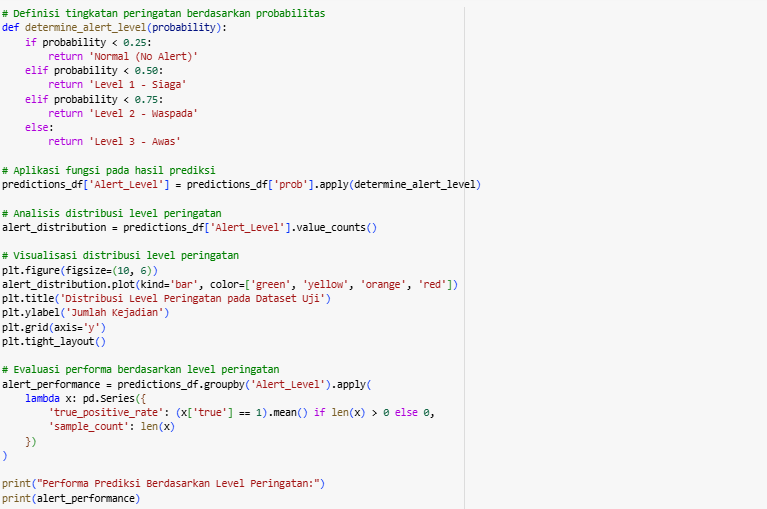 # Definisi tingkatan peringatan berdasarkan probabilitas
def determine_alert_level(probability):
    if probability < 0.25:
        return 'Normal (No Alert)'
    elif probability < 0.50:
        return 'Level 1 - Siaga'
    elif probability < 0.75:
        return 'Level 2 - Waspada'
    else:
        return 'Level 3 - Awas'

# Aplikasi fungsi pada hasil prediksi
predictions_df['Alert_Level'] = predictions_df['prob'].apply(determine_alert_level)

# Analisis distribusi level peringatan
alert_distribution = predictions_df['Alert_Level'].value_counts()

# Visualisasi distribusi level peringatan
plt.figure(figsize=(10, 6))
alert_distribution.plot(kind='bar', color=['green', 'yellow', 'orange', 'red'])
plt.title('Distribusi Level Peringatan pada Dataset Uji')
plt.ylabel('Jumlah Kejadian')
plt.grid(axis='y')
plt.tight_layout()

# Evaluasi performa berdasarkan level peringatan
alert_performance = predictions_df.groupby('Alert_Level').apply(
    lambda x: pd.Series({
        'true_positive_rate': (x['true'] == 1).mean() if len(x) > 0 else 0,
        'sample_count': len(x)
    })
)

print("Performa Prediksi Berdasarkan Level Peringatan:")
print(alert_performance)